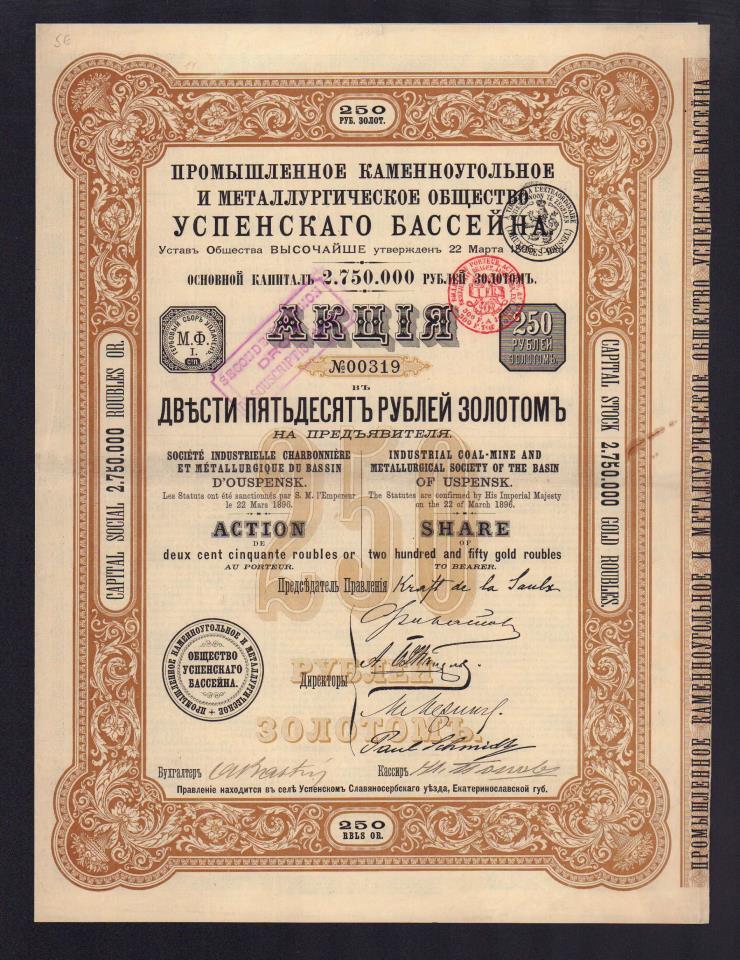 250
РУБ. ЗОЛОТ.
ПРОМЫШЛЕННОЕ КАМЕННОУГОЛЬНОЕ
И МЕТАЛЛУРГИЧЕСКОЕ ОБЩЕСТВО
УСПЕНСКАГО БАССЕЙНА.
Уставъ Общества ВЫСОЧАЙШЕ утвержденъ 22 Марта
ОСНОВНОЙ КАПИТАЛЪ 2.750.000 РУБЛЕЙ ЗОЛОТОМЪ.
ГЕРБОВЫЙ СБОРЪ УПЛАЧЕНЪ.
М.Ф.
I.
АКЦІЯ
250
РУБЛЕЙ
ЗОЛОТОМЪ.
№00319
ВЪ
ДВѢСТИ ПЯТЬДЕСЯТЪ РУБЛЕЙ ЗОЛОТОМЪ
НА ПРЕДЪЯВИТЕЛЯ.
SOCIÉTÉ INDUSTRIELLE CHARBONNIÈRE
ET MÉTALLURGIQUE DU BASSIN
D'OUSPENSK.
Les Statuts ont été sanctionnés par S. M. l'Empereur
le 22 Mars 1896.
ACTION
DE
deux cent cinquante roubles or
AU PORTEUR.
INDUSTRIAL COAL-MINE AND
METALLURGICAL SOCIETY OF THE BASIN
OF USPENSK.
The Statutes are confirmed by His Imperial Majesty
on the 22 of March 1896.
SHARE
OF
two hundred and fifty gold roubles
TO BEARER.
250
РУБЛЕЙ
ЗОЛОТОМЪ.
Предсѣдатель Правленія Kraft de la Saulx
Директоры
Paul Schmidt
ПРОМЫШЛЕННОЕ КАМЕННОУГОЛЬНОЕ И МЕТАЛЛУРГИЧЕСКОЕ
ОБЩЕСТВО
УСПЕНСКАГО
БАССЕЙНА.
Бухгалтеръ
Кассиръ
Правленіе находится въ селѣ Успенскомъ Славяносербскаго уѣзда, Екатеринославской губ.
250
RBLS OR.
CAPITAL SOCIAL 2.750.000 ROUBLES OR.
CAPITAL STOCK 2.750.000 GOLD ROUBLES.
ПРОМЫШЛЕННОЕ КАМЕННОУГОЛЬНОЕ И МЕТАЛЛУРГИЧЕСКОЕ ОБЩЕСТВО УСПЕНСКАГО БАССЕЙНА